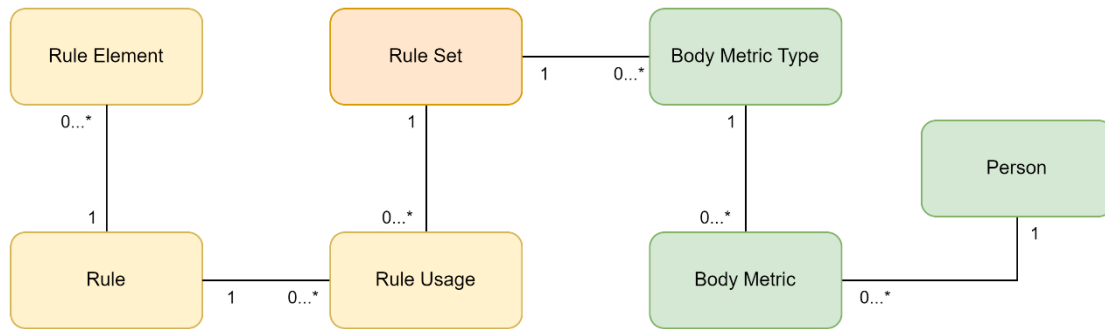 Rule Element
Rule Set
1
0...*
Body Metric Type
0...*
1
1
Person
1
0...*
0...*
1
Rule
1
0...*
Rule Usage
Body Metric
0...*